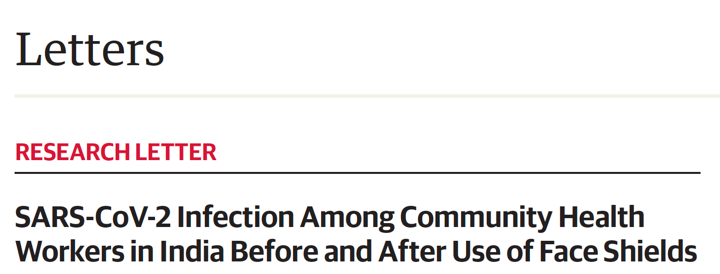 Letters
RESEARCH LETTER
SARS-CoV-2 Infection Among Community Health
Workers in India Before and After Use of Face Shields